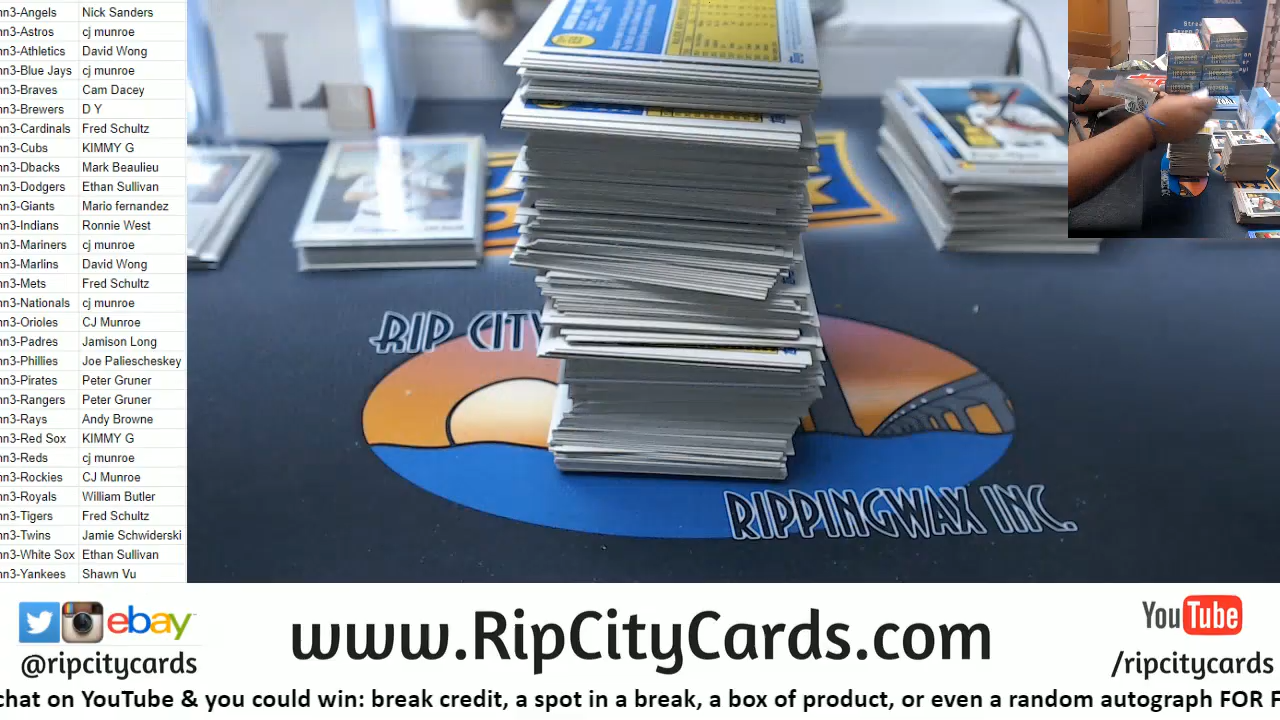 nn3-Angels Nick Sanders
nn3-Astros cj munroe
nn3-Athletics David Wong
nn3-Blue Jays cj munroe
nn3-Braves Cam Dacey
nn3-Brewers D Y
nn3-Cardinals Fred Schultz
nn3-Cubs KIMMY G
nn3-Dbacks Mark Beaulieu
nn3-Dodgers Ethan Sullivan
nn3-Giants Mario fernandez
nn3-Indians Ronnie West
nn3-Mariners cj munroe
nn3-Marlins David Wong
nn3-Mets Fred Schultz
nn3-Nationals cj munroe
nn3-Orioles CJ Munroe
nn3-Padres Jamison Long
nn3-Phillies Joe Paliescheskey
nn3-Pirates Peter Gruner
nn3-Rangers Peter Gruner
nn3-Rays Andy Browne
nn3-Red Sox KIMMY G
nn3-Reds cj munroe
nn3-Rockies CJ Munroe
nn3-Royals William Butler
nn3-Tigers Fred Schultz
nn3-Twins Jamie Schwiderski
nn3-White Sox Ethan Sullivan
nn3-Yankees Shawn Vu
RIP CITY
RIPPINGWAX INC.
ebay
@ripcitycards
www.RipCityCards.com
YouTube
/ripcitycards
chat on YouTube & you could win: break credit, a spot in a break, a box of product, or even a random autograph FOR F